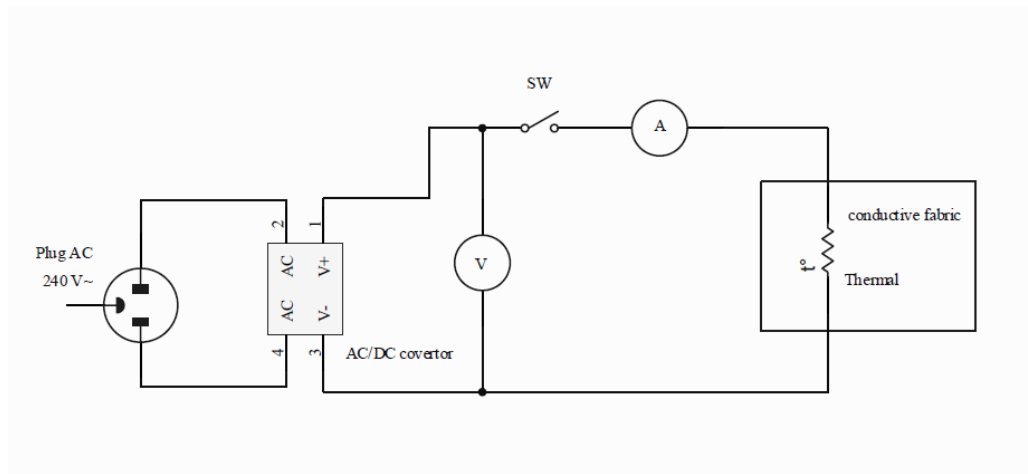 SW
A
conductive fabric
t°
Thermal
V
Plug AC
240 V~
2
1
AC
V+
AC
V-
4
3
AC/DC covertor